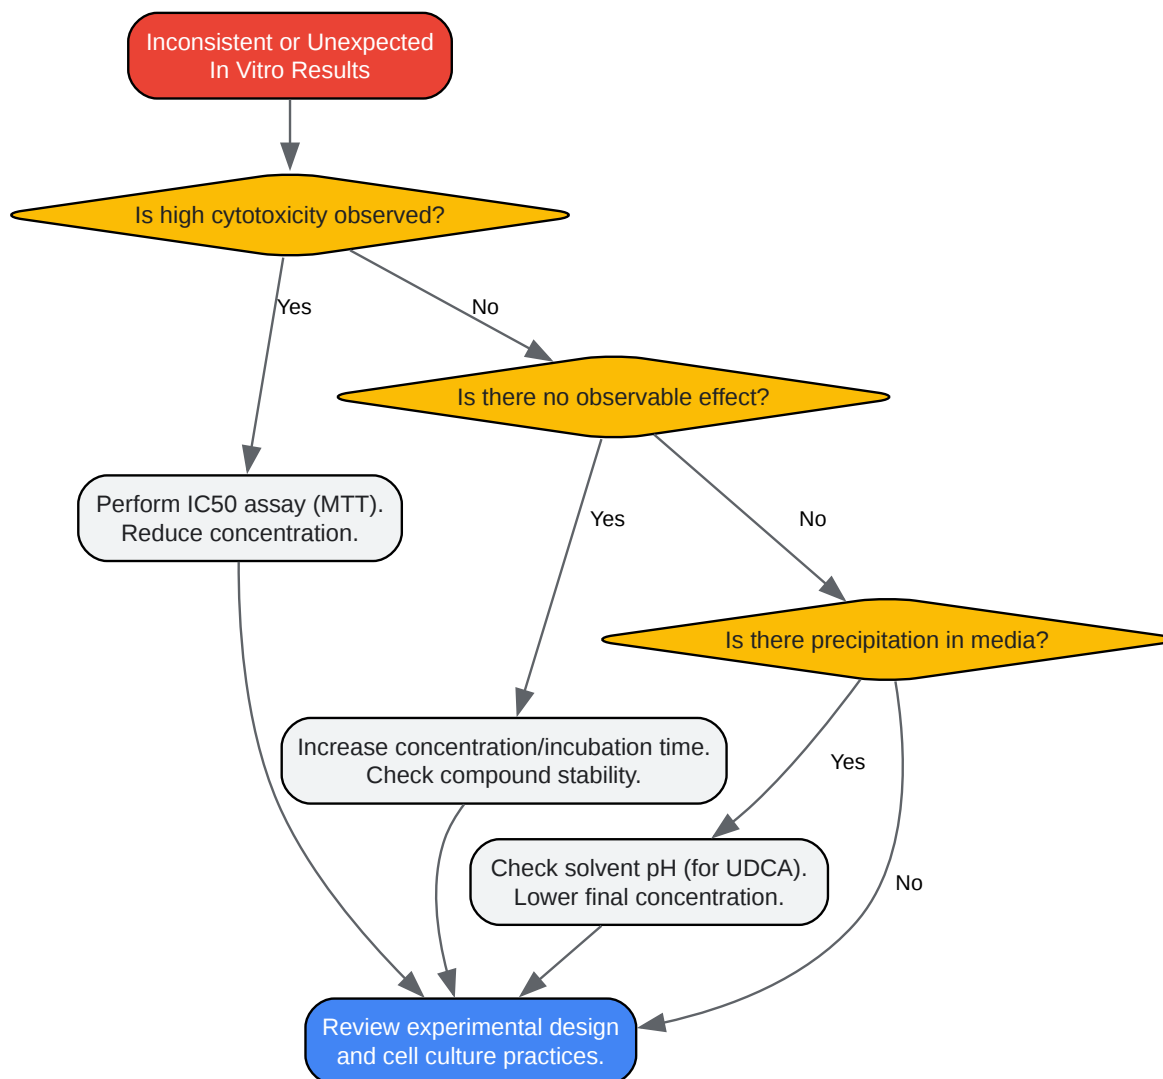 Inconsistent or Unexpected
In Vitro Results
Is high cytotoxicity observed?
Yes
No
Is there no observable effect?
Perform IC50 assay (MTT).
Reduce concentration.
Yes
No
Is there precipitation in media?
Increase concentration/incubation time.
Check compound stability.
Yes
Check solvent pH (for UDCA).
Lower final concentration.
No
Review experimental design
and cell culture practices.